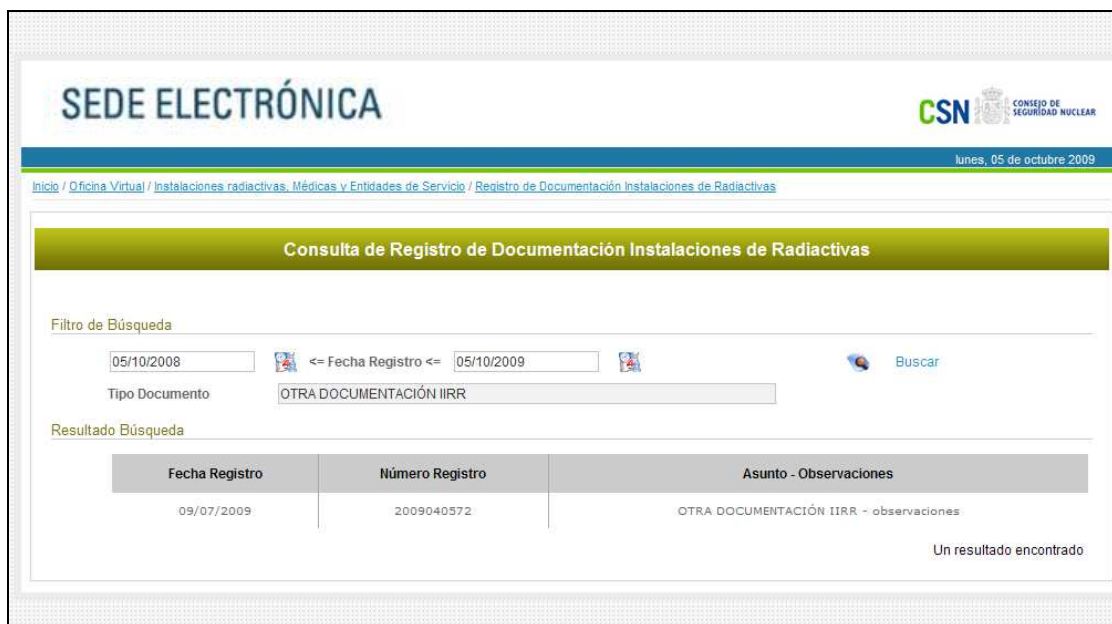 SEDE ELECTRÓNICA
CSN CONSEJO DE
SEGURIDAD NUCLEAR
lunes, 05 de octubre 2009
Inicio / Oficina Virtual / Instalaciones radiactivas, Médicas y Entidades de Servicio / Registro de Documentación Instalaciones de Radiactivas
Consulta de Registro de Documentación Instalaciones de Radiactivas
Filtro de Búsqueda
05/10/2008 <= Fecha Registro <= 05/10/2009 Buscar
Tipo Documento OTRA DOCUMENTACIÓN IIRR
Resultado Búsqueda
Fecha Registro Número Registro Asunto - Observaciones
09/07/2009 2009040572 OTRA DOCUMENTACIÓN IIRR - observaciones
Un resultado encontrado